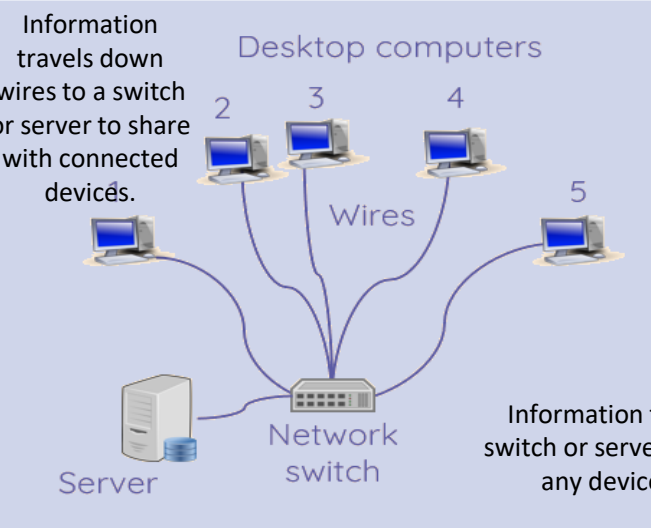 Information
travels down
wires to a switch
or server to share
with connected
devices.
Desktop computers
1
2
3
4
5
Wires
Network
switch
Server
Information
switch or serve
any device